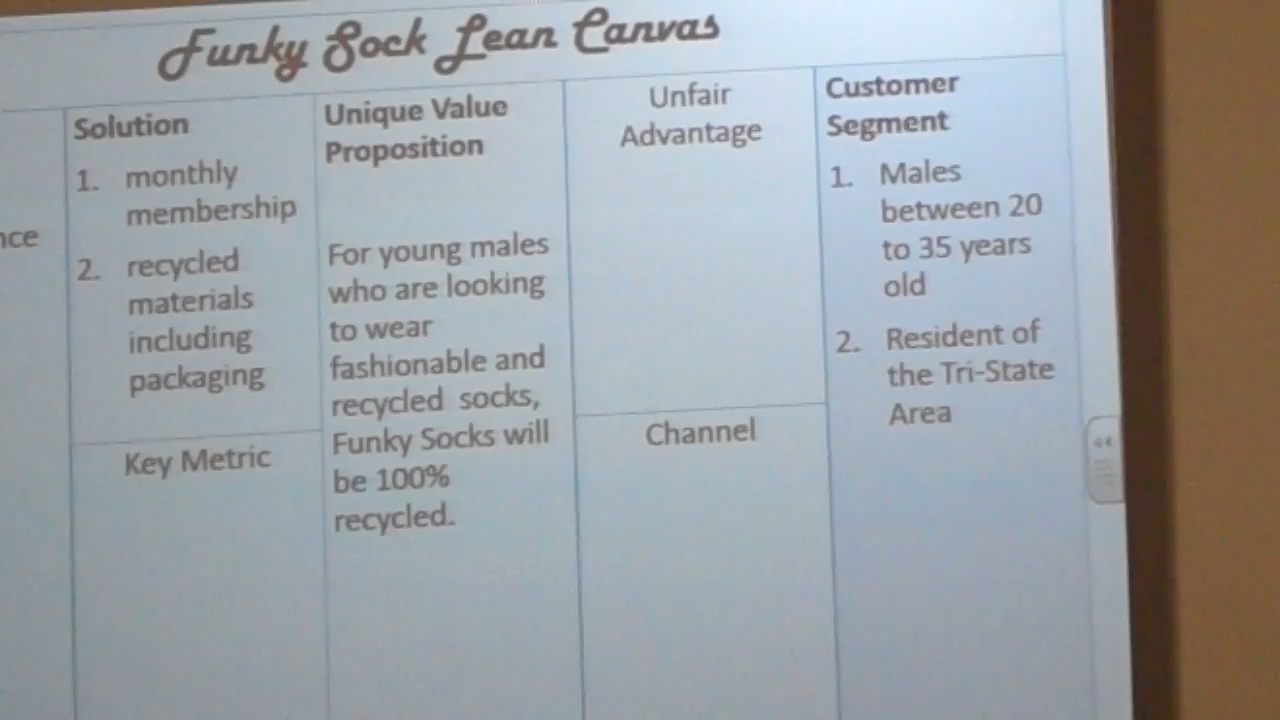 Funky Sock Lean Canvas
Solution
1. monthly
membership
2. recycled
materials
including
packaging
Key Metric
Unique Value
Proposition
For young males
who are looking
to wear
fashionable and
recycled socks,
Funky Socks will
be 100%
recycled.
Unfair
Advantage
Channel
Customer
Segment
1. Males
between 20
to 35 years
old
2. Resident of
the Tri-State
Area